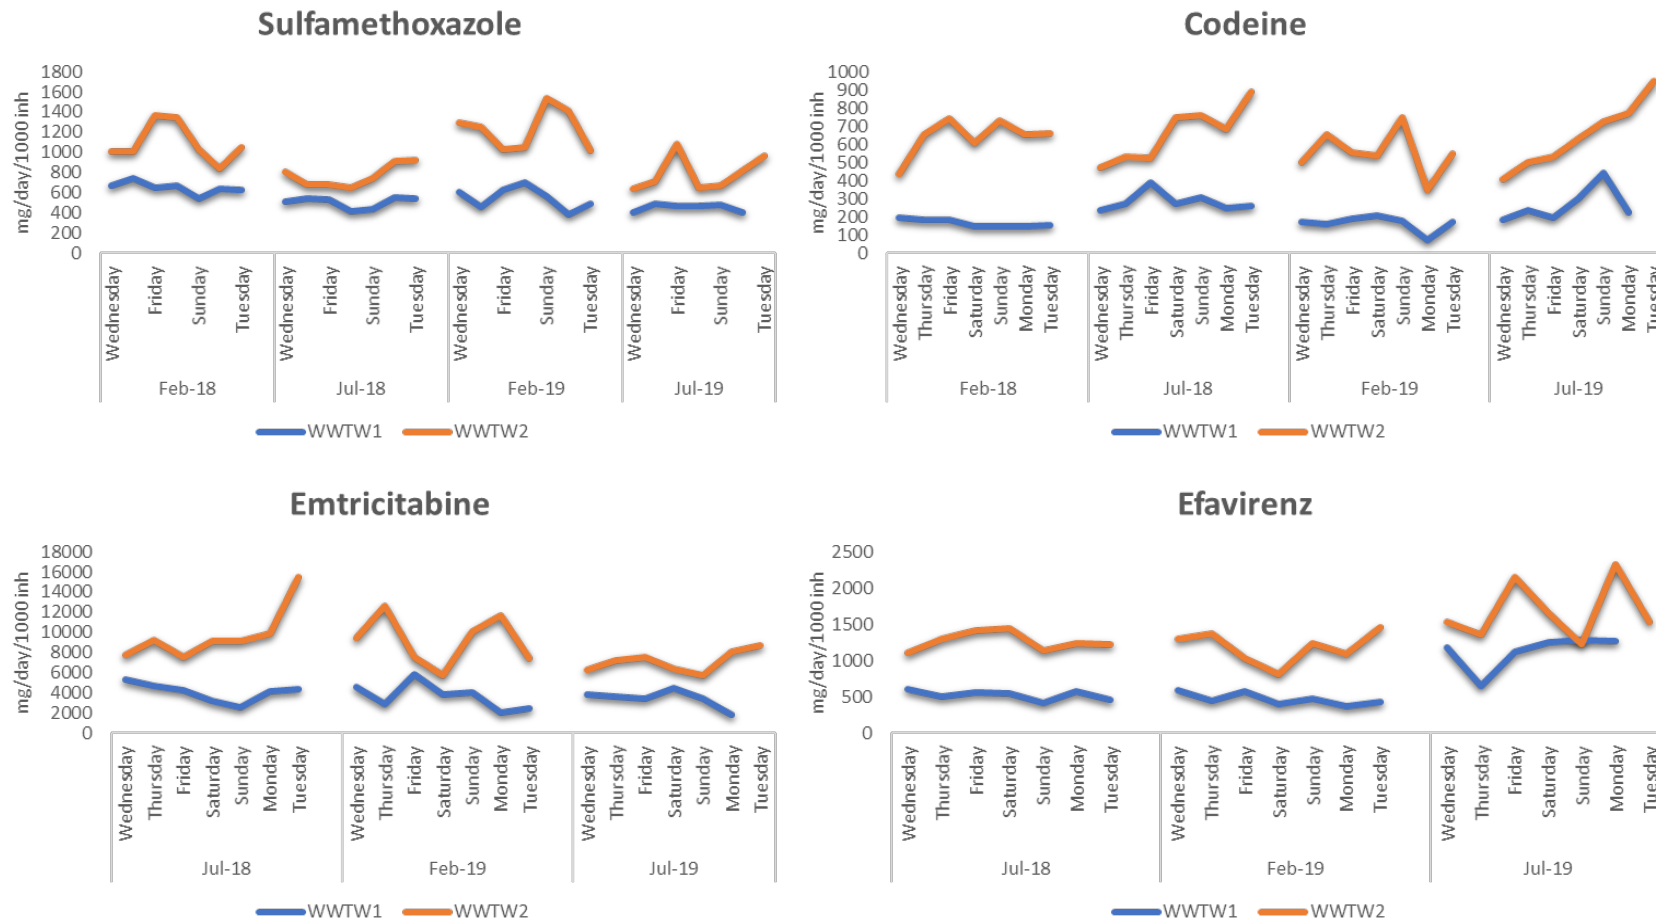 Sulfamethoxazole
mg/day/1000 inh
1800
1600
1400
1200
1000
800
600
400
200
0
Wednesday
Friday
Sunday
Tuesday
Wednesday
Friday
Sunday
Tuesday
Wednesday
Friday
Sunday
Tuesday
Wednesday
Friday
Sunday
Tuesday
Feb-18
Jul-18
Feb-19
Jul-19
WWTW1
WWTW2
Codeine
mg/day/1000 inh
1000
900
800
700
600
500
400
300
200
100
0
Wednesday
Thursday
Friday
Saturday
Sunday
Monday
Tuesday
Wednesday
Thursday
Friday
Saturday
Sunday
Monday
Tuesday
Wednesday
Thursday
Friday
Saturday
Sunday
Monday
Tuesday
Wednesday
Thursday
Friday
Saturday
Sunday
Monday
Tuesday
Feb-18
Jul-18
Feb-19
Jul-19
WWTW1
WWTW2
Emtricitabine
mg/day/1000 inh
18000
16000
14000
12000
10000
8000
6000
4000
2000
0
Wednesday
Thursday
Friday
Saturday
Sunday
Monday
Tuesday
Wednesday
Thursday
Friday
Saturday
Sunday
Monday
Tuesday
Wednesday
Thursday
Friday
Saturday
Sunday
Monday
Tuesday
Jul-18
Feb-19
Jul-19
WWTW1
WWTW2
Efavirenz
mg/day/1000 inh
2500
2000
1500
1000
500
0
Wednesday
Thursday
Friday
Saturday
Sunday
Monday
Tuesday
Wednesday
Thursday
Friday
Saturday
Sunday
Monday
Tuesday
Wednesday
Thursday
Friday
Saturday
Sunday
Monday
Tuesday
Jul-18
Feb-19
Jul-19
WWTW1
WWTW2